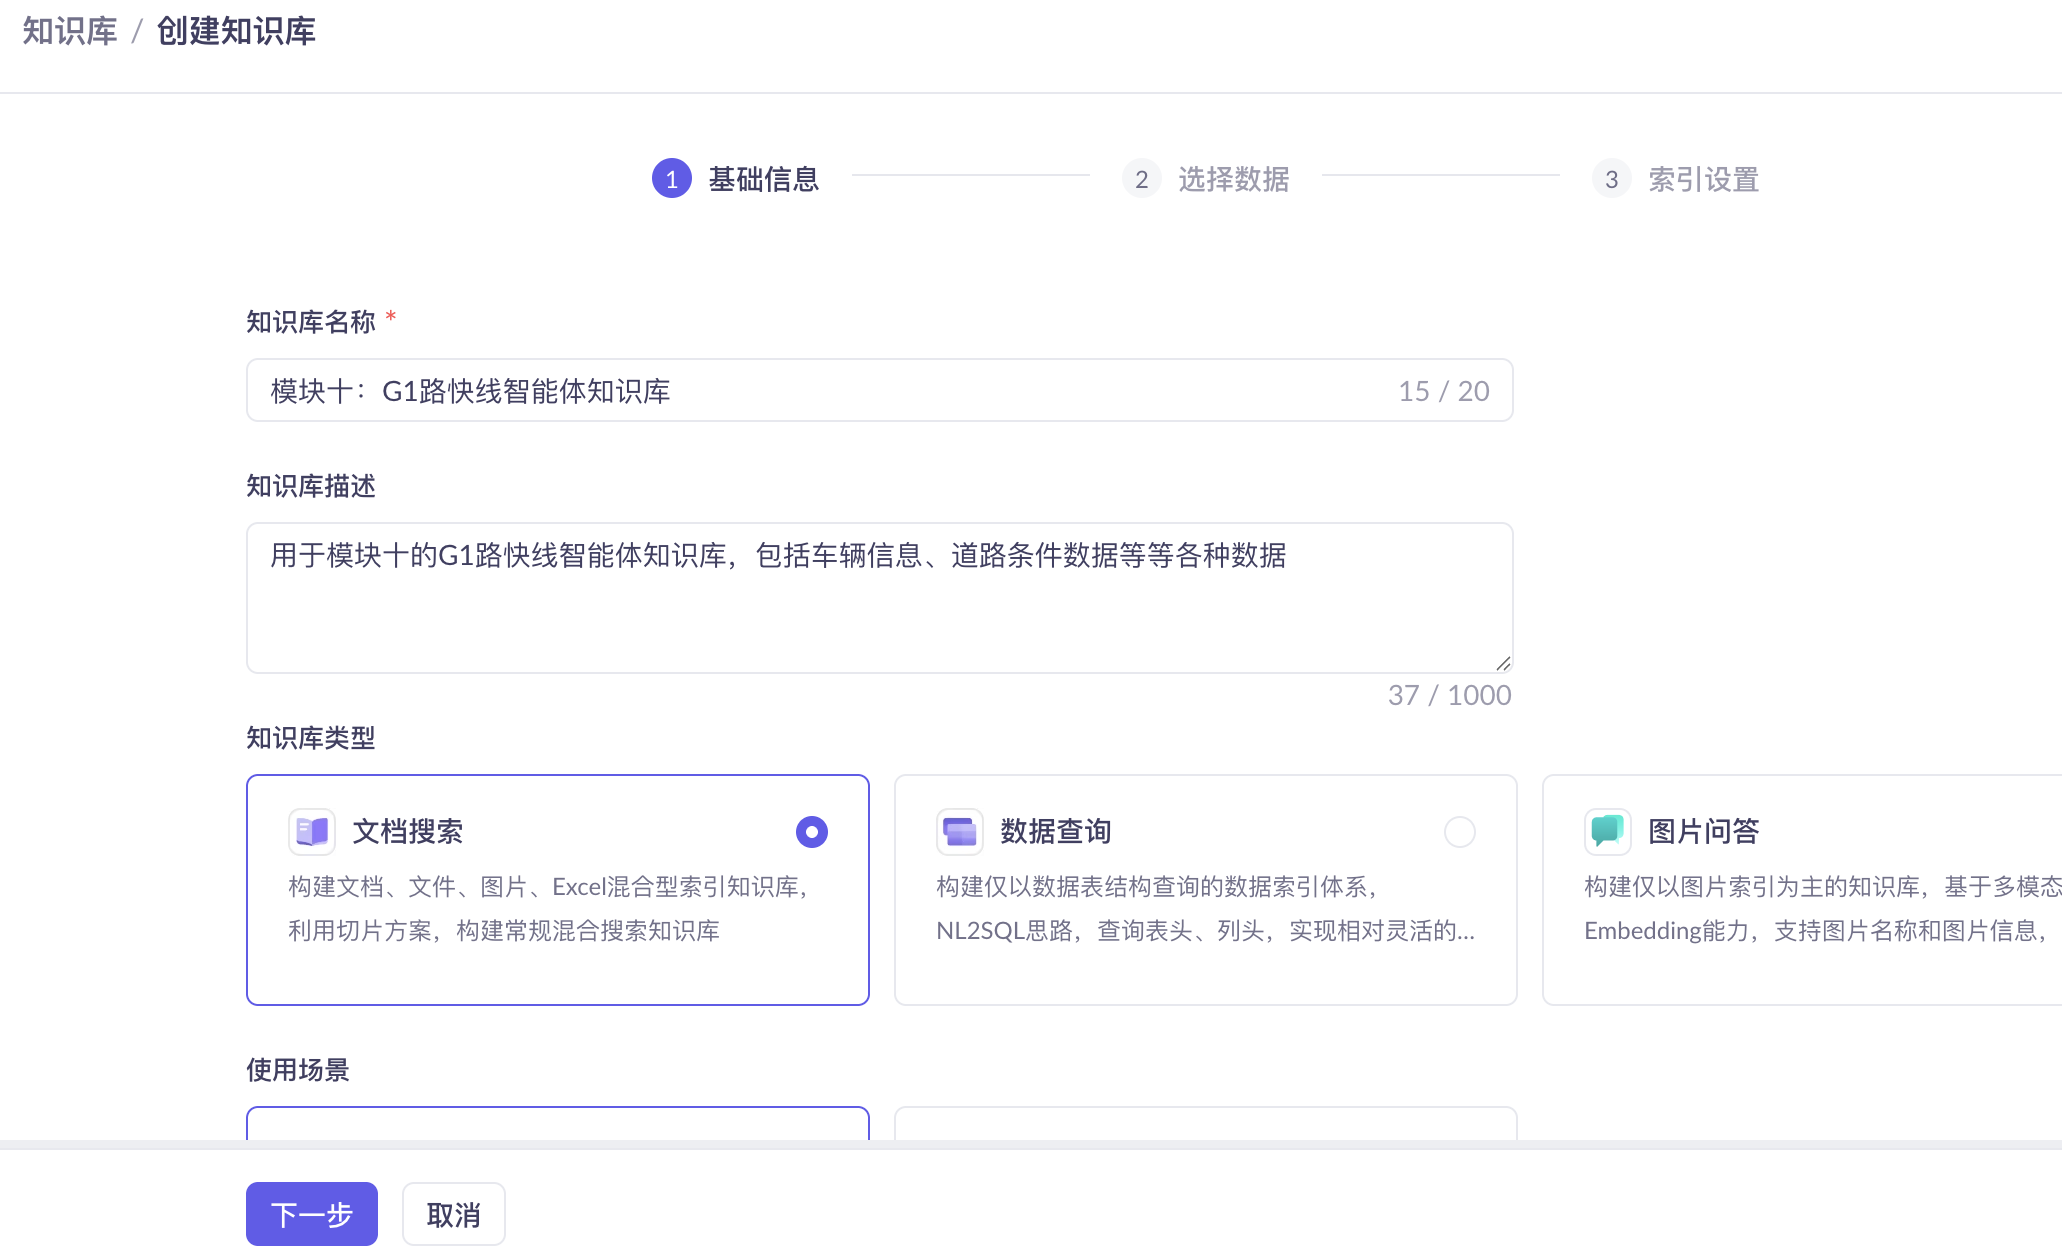 知识库 / 创建知识库
1 基础信息
2 选择数据
3 索引设置
知识库名称 *
模块十：G1路快线智能体知识库
15 / 20
知识库描述
用于模块十的G1路快线智能体知识库，包括车辆信息、道路条件数据等等各种数据
37 / 1000
知识库类型
文档搜索
构建文档、文件、图片、Excel混合型索引知识库，
利用切片方案，构建常规混合搜索知识库
数据查询
构建仅以数据表结构查询的数据索引体系，
NL2SQL思路，查询表头、列头，实现相对灵活的...
图片问答
构建仅以图片索引为主的知识库，基于多模态
Embedding能力，支持图片名称和图片信息，
使用场景
下一步
取消